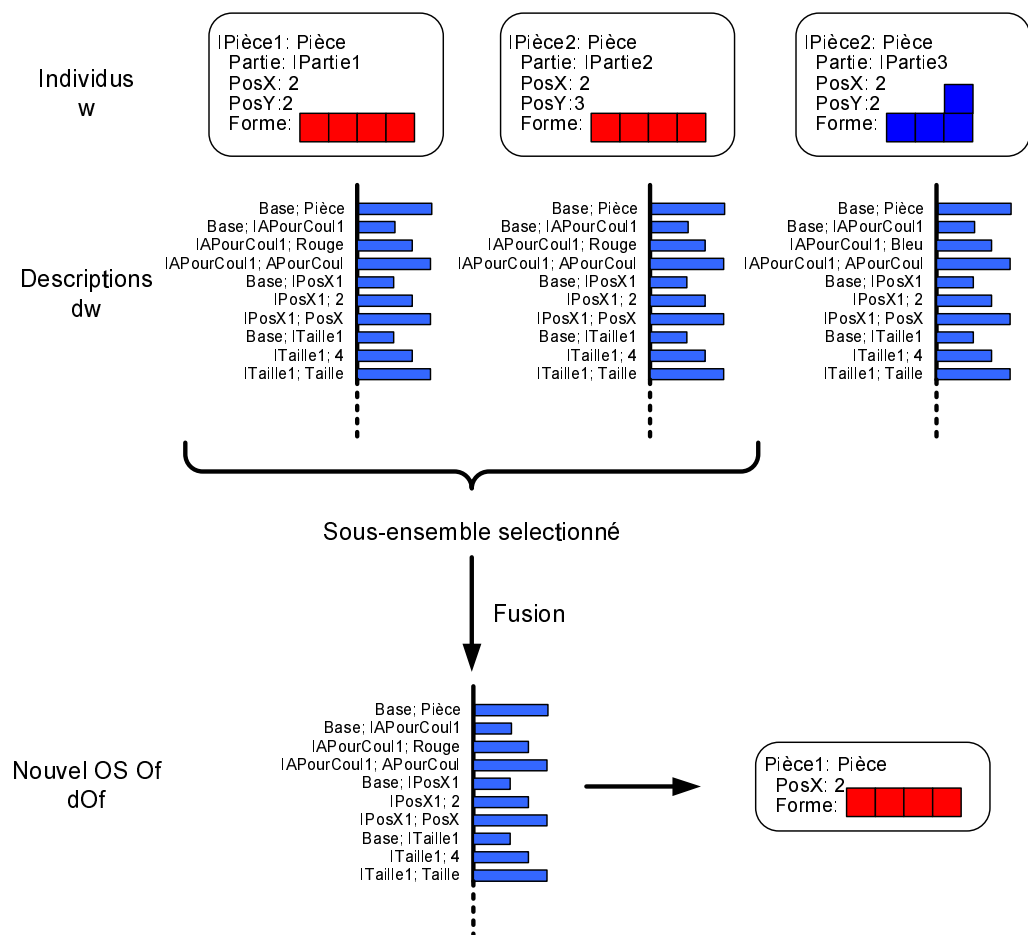 Individus
w
IPièce1: Pièce
Partie: IPartie1
PosX: 2
PosY:2
Forme:
IPièce2: Pièce
Partie: IPartie2
PosX: 2
PosY:3
Forme:
IPièce2: Pièce
Partie: IPartie3
PosX: 2
PosY:2
Forme:
Descriptions
dw
Base; Pièce
Base; IAPourCoul1
IAPourCoul1; Rouge
IAPourCoul1; APourCoul
Base; IPosX1
IPosX1; 2
IPosX1; PosX
Base; ITaille1
ITaille1; 4
ITaille1; Taille
Base; Pièce
Base; IAPourCoul1
IAPourCoul1; Rouge
IAPourCoul1; APourCoul
Base; IPosX1
IPosX1; 2
IPosX1; PosX
Base; ITaille1
ITaille1; 4
ITaille1; Taille
Base; Pièce
Base; IAPourCoul1
IAPourCoul1; Bleu
IAPourCoul1; APourCoul
Base; IPosX1
IPosX1; 2
IPosX1; PosX
Base; ITaille1
ITaille1; 4
ITaille1; Taille
Sous-ensemble selectionné
Fusion
Nouvel OS Of
dOf
Base; Pièce
Base; IAPourCoul1
IAPourCoul1; Rouge
IAPourCoul1; APourCoul
Base; IPosX1
IPosX1; 2
IPosX1; PosX
Base; ITaille1
ITaille1; 4
ITaille1; Taille
Pièce1: Pièce
PosX: 2
Forme: